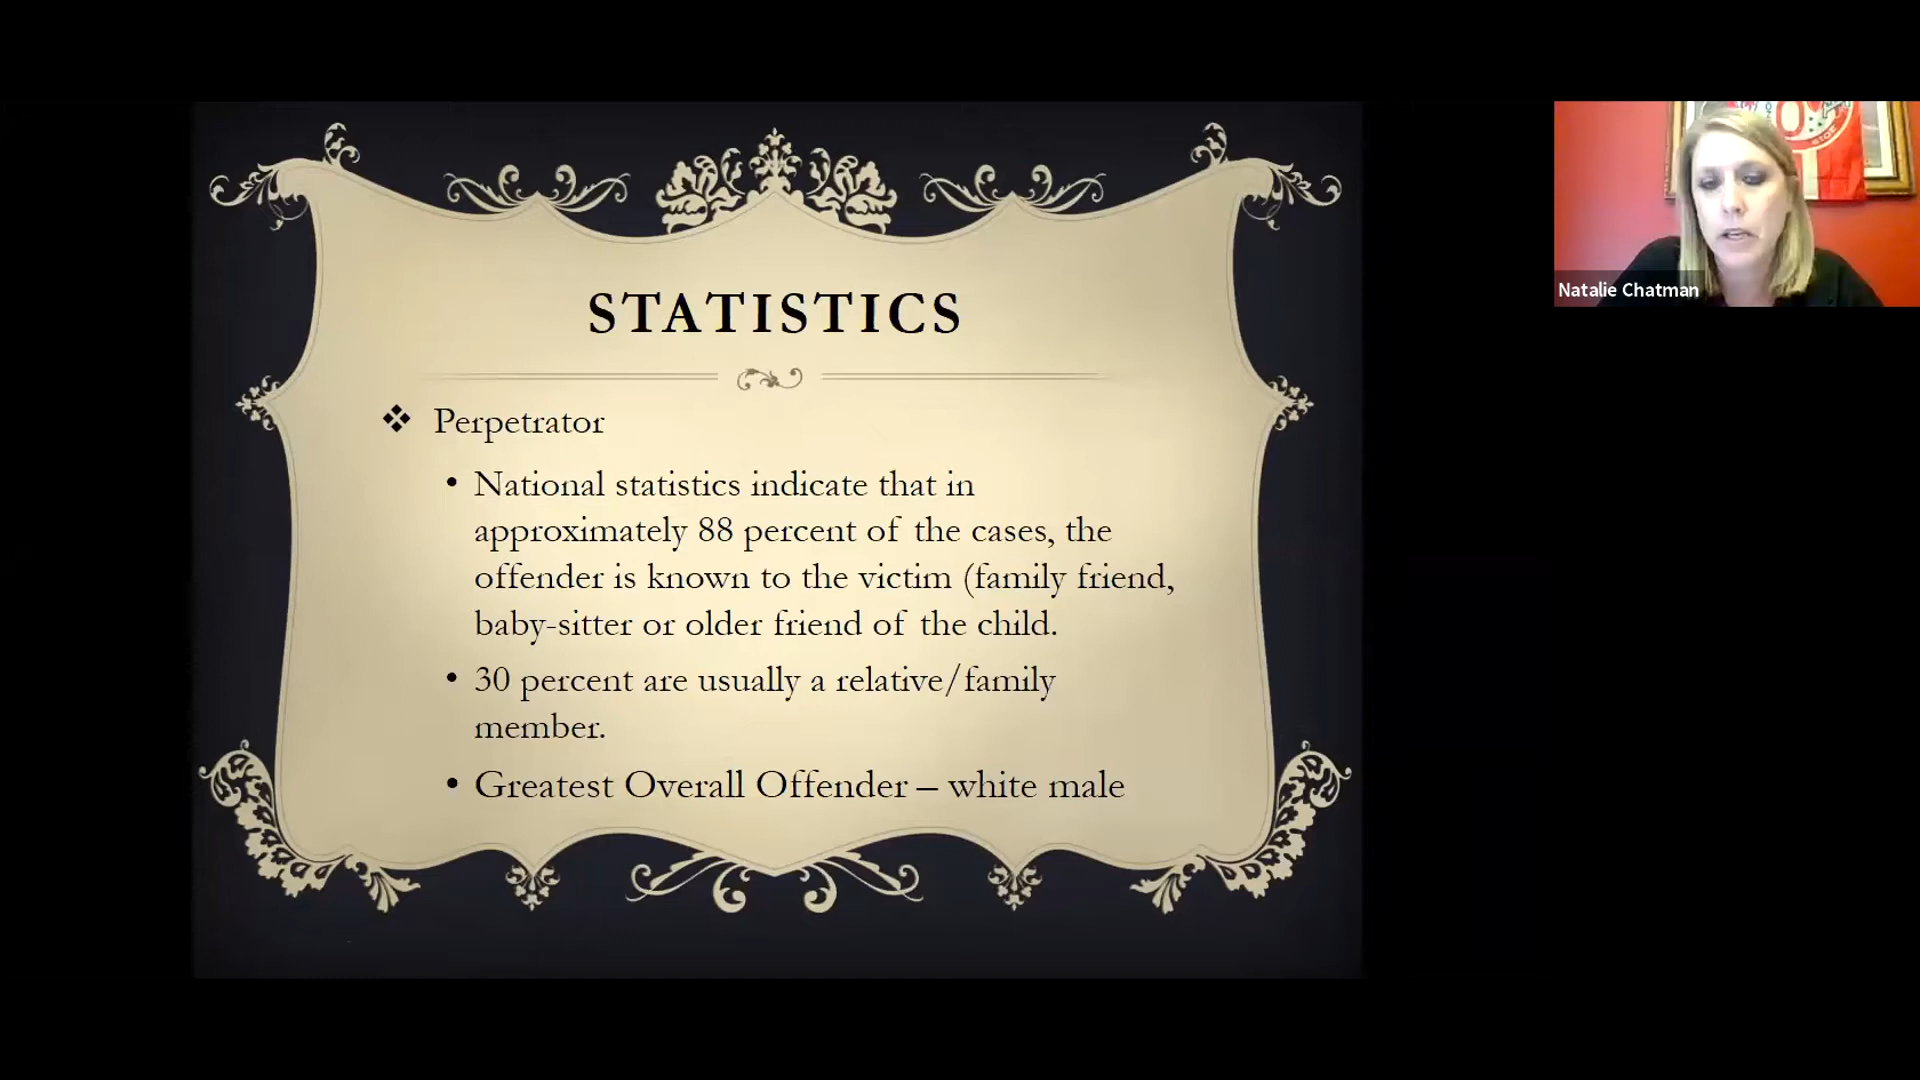 STATISTICS
❖ Perpetrator
• National statistics indicate that in
approximately 88 percent of the cases, the
offender is known to the victim (family friend,
baby-sitter or older friend of the child.
• 30 percent are usually a relative/family
member.
• Greatest Overall Offender – white male
Natalie Chatman